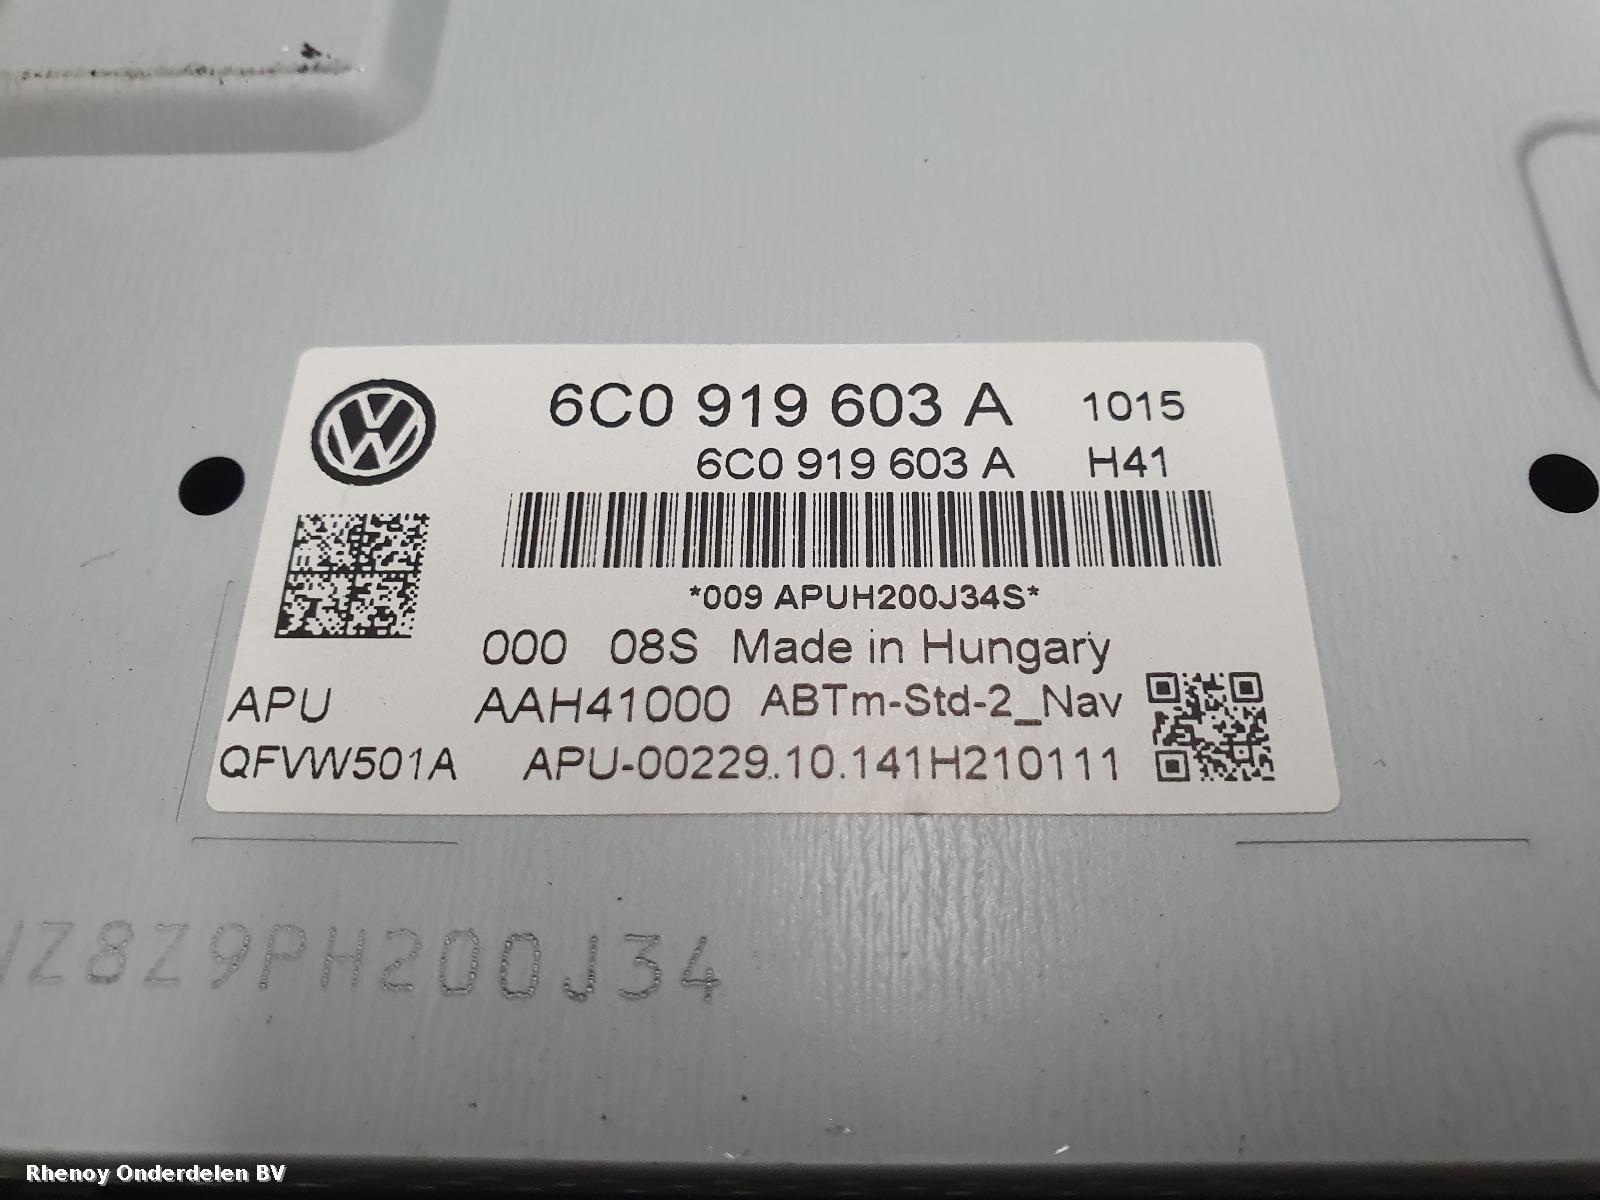 6C0 919 603 A 1015
6C0 919 603 A H41
*009 APUH200J34S*
000 08S Made in Hungary
APU AAH41000 ABTm-Std-2_Nav
QFVW501A APU-00229..10.141H210111
Z8Z9PH200J34
Rhenoy Onderdelen BV